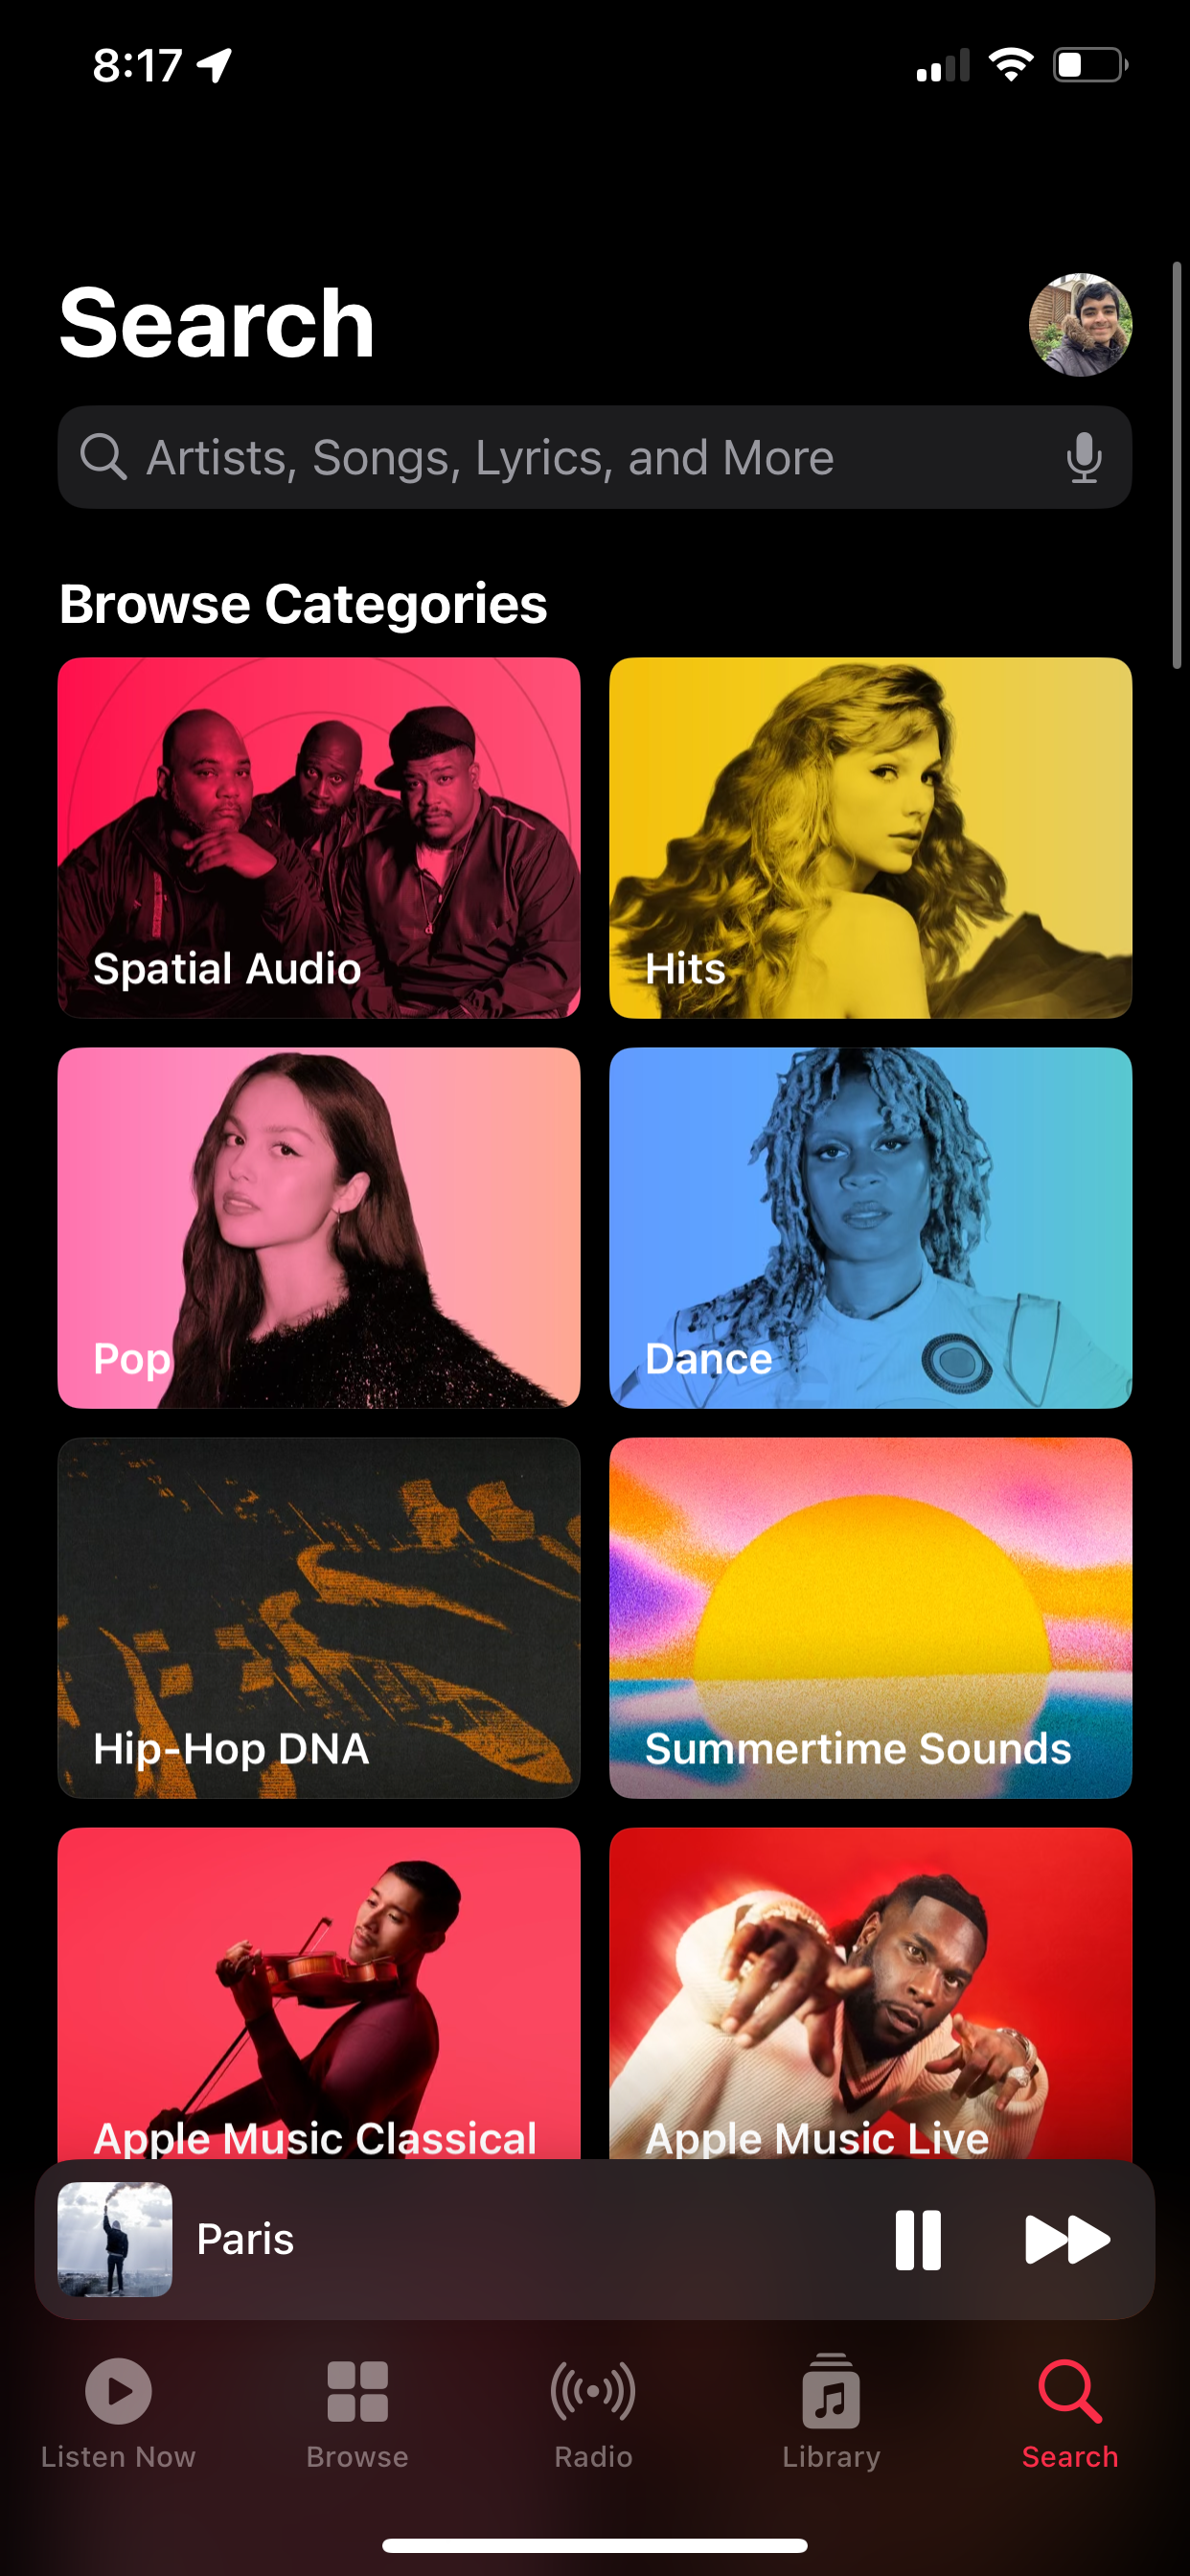 8:17
Search
Artists, Songs, Lyrics, and More
Browse Categories
Spatial Audio
Hits
Pop
Dance
Hip-Hop DNA
Summertime Sounds
Apple Music Classical
Apple Music Live
Paris
Listen Now
Browse
Radio
Library
Search